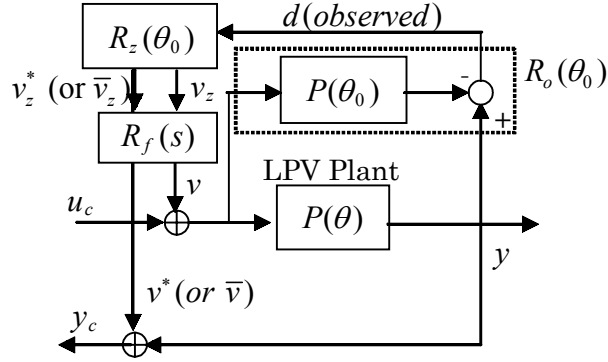 R_z(θ_0)
d(observed)
v_z^* (or v̅_z)
v_z
P(θ_0)
-
R_o(θ_0)
+
R_f(s)
v
LPV Plant
u_c
P(θ)
y
v^* (or v̅)
y_c